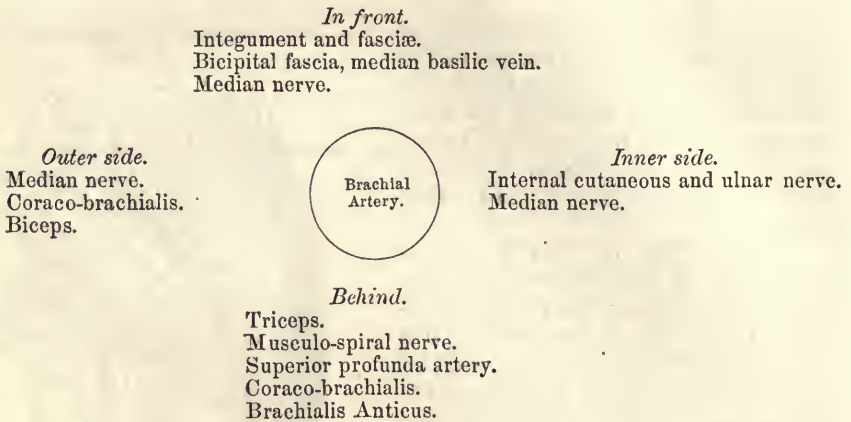 In front.
Integument and fasciæ.
Bicipital fascia, median basilic vein.
Median nerve.
Outer side.
Median nerve.
Coraco-brachialis.
Biceps.
Brachial
Artery.
Inner side.
Internal cutaneous and ulnar nerve.
Median nerve.
Behind.
Triceps.
Musculo-spiral nerve.
Superior profunda artery.
Coraco-brachialis.
Brachialis Anticus.